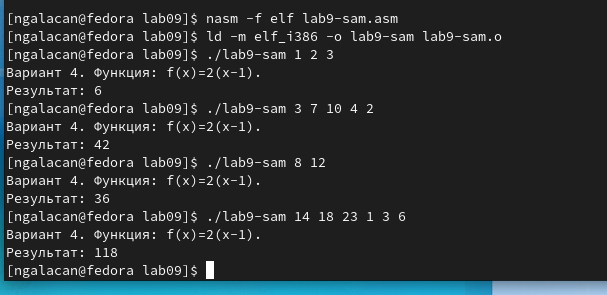 [ngalacan@fedora lab09]$ nasm -f elf lab9-sam.asm
[ngalacan@fedora lab09]$ ld -m elf_i386 -o lab9-sam lab9-sam.o
[ngalacan@fedora lab09]$ ./lab9-sam 1 2 3
Вариант 4. Функция: f(x)=2(x-1).
Результат: 6
[ngalacan@fedora lab09]$ ./lab9-sam 3 7 10 4 2
Вариант 4. Функция: f(x)=2(x-1).
Результат: 42
[ngalacan@fedora lab09]$ ./lab9-sam 8 12
Вариант 4. Функция: f(x)=2(x-1).
Результат: 36
[ngalacan@fedora lab09]$ ./lab9-sam 14 18 23 1 3 6
Вариант 4. Функция: f(x)=2(x-1).
Результат: 118
[ngalacan@fedora lab09]$